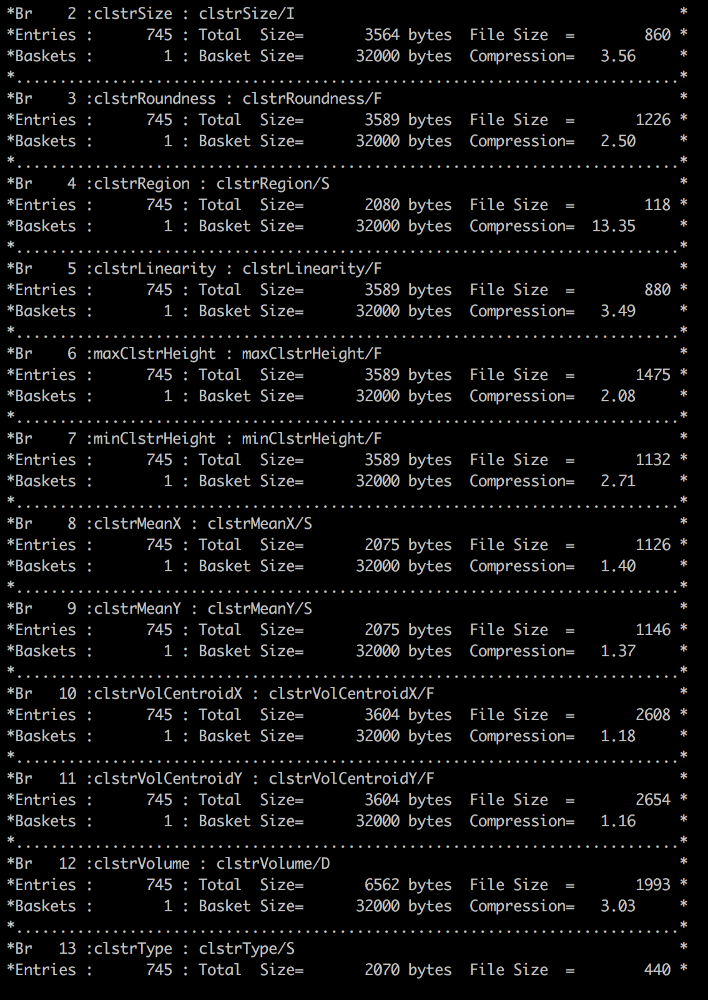 *Br    2 :clstrSize : clstrSize/I                                            *
*Entries :      745 : Total  Size=       3564 bytes  File Size  =        860 *
*Baskets :        1 : Basket Size=      32000 bytes  Compression=   3.56     *
*............................................................................*
*Br    3 :clstrRoundness : clstrRoundness/F                                  *
*Entries :      745 : Total  Size=       3589 bytes  File Size  =       1226 *
*Baskets :        1 : Basket Size=      32000 bytes  Compression=   2.50     *
*............................................................................*
*Br    4 :clstrRegion : clstrRegion/S                                        *
*Entries :      745 : Total  Size=       2080 bytes  File Size  =        118 *
*Baskets :        1 : Basket Size=      32000 bytes  Compression=  13.35     *
*............................................................................*
*Br    5 :clstrLinearity : clstrLinearity/F                                  *
*Entries :      745 : Total  Size=       3589 bytes  File Size  =        880 *
*Baskets :        1 : Basket Size=      32000 bytes  Compression=   3.49     *
*............................................................................*
*Br    6 :maxClstrHeight : maxClstrHeight/F                                  *
*Entries :      745 : Total  Size=       3589 bytes  File Size  =       1475 *
*Baskets :        1 : Basket Size=      32000 bytes  Compression=   2.08     *
*............................................................................*
*Br    7 :minClstrHeight : minClstrHeight/F                                  *
*Entries :      745 : Total  Size=       3589 bytes  File Size  =       1132 *
*Baskets :        1 : Basket Size=      32000 bytes  Compression=   2.71     *
*............................................................................*
*Br    8 :clstrMeanX : clstrMeanX/S                                          *
*Entries :      745 : Total  Size=       2075 bytes  File Size  =       1126 *
*Baskets :        1 : Basket Size=      32000 bytes  Compression=   1.40     *
*............................................................................*
*Br    9 :clstrMeanY : clstrMeanY/S                                          *
*Entries :      745 : Total  Size=       2075 bytes  File Size  =       1146 *
*Baskets :        1 : Basket Size=      32000 bytes  Compression=   1.37     *
*............................................................................*
*Br   10 :clstrVolCentroidX : clstrVolCentroidX/F                            *
*Entries :      745 : Total  Size=       3604 bytes  File Size  =       2608 *
*Baskets :        1 : Basket Size=      32000 bytes  Compression=   1.18     *
*............................................................................*
*Br   11 :clstrVolCentroidY : clstrVolCentroidY/F                            *
*Entries :      745 : Total  Size=       3604 bytes  File Size  =       2654 *
*Baskets :        1 : Basket Size=      32000 bytes  Compression=   1.16     *
*............................................................................*
*Br   12 :clstrVolume : clstrVolume/D                                        *
*Entries :      745 : Total  Size=       6562 bytes  File Size  =       1993 *
*Baskets :        1 : Basket Size=      32000 bytes  Compression=   3.03     *
*............................................................................*
*Br   13 :clstrType : clstrType/S                                            *
*Entries :      745 : Total  Size=       2070 bytes  File Size  =        440 *